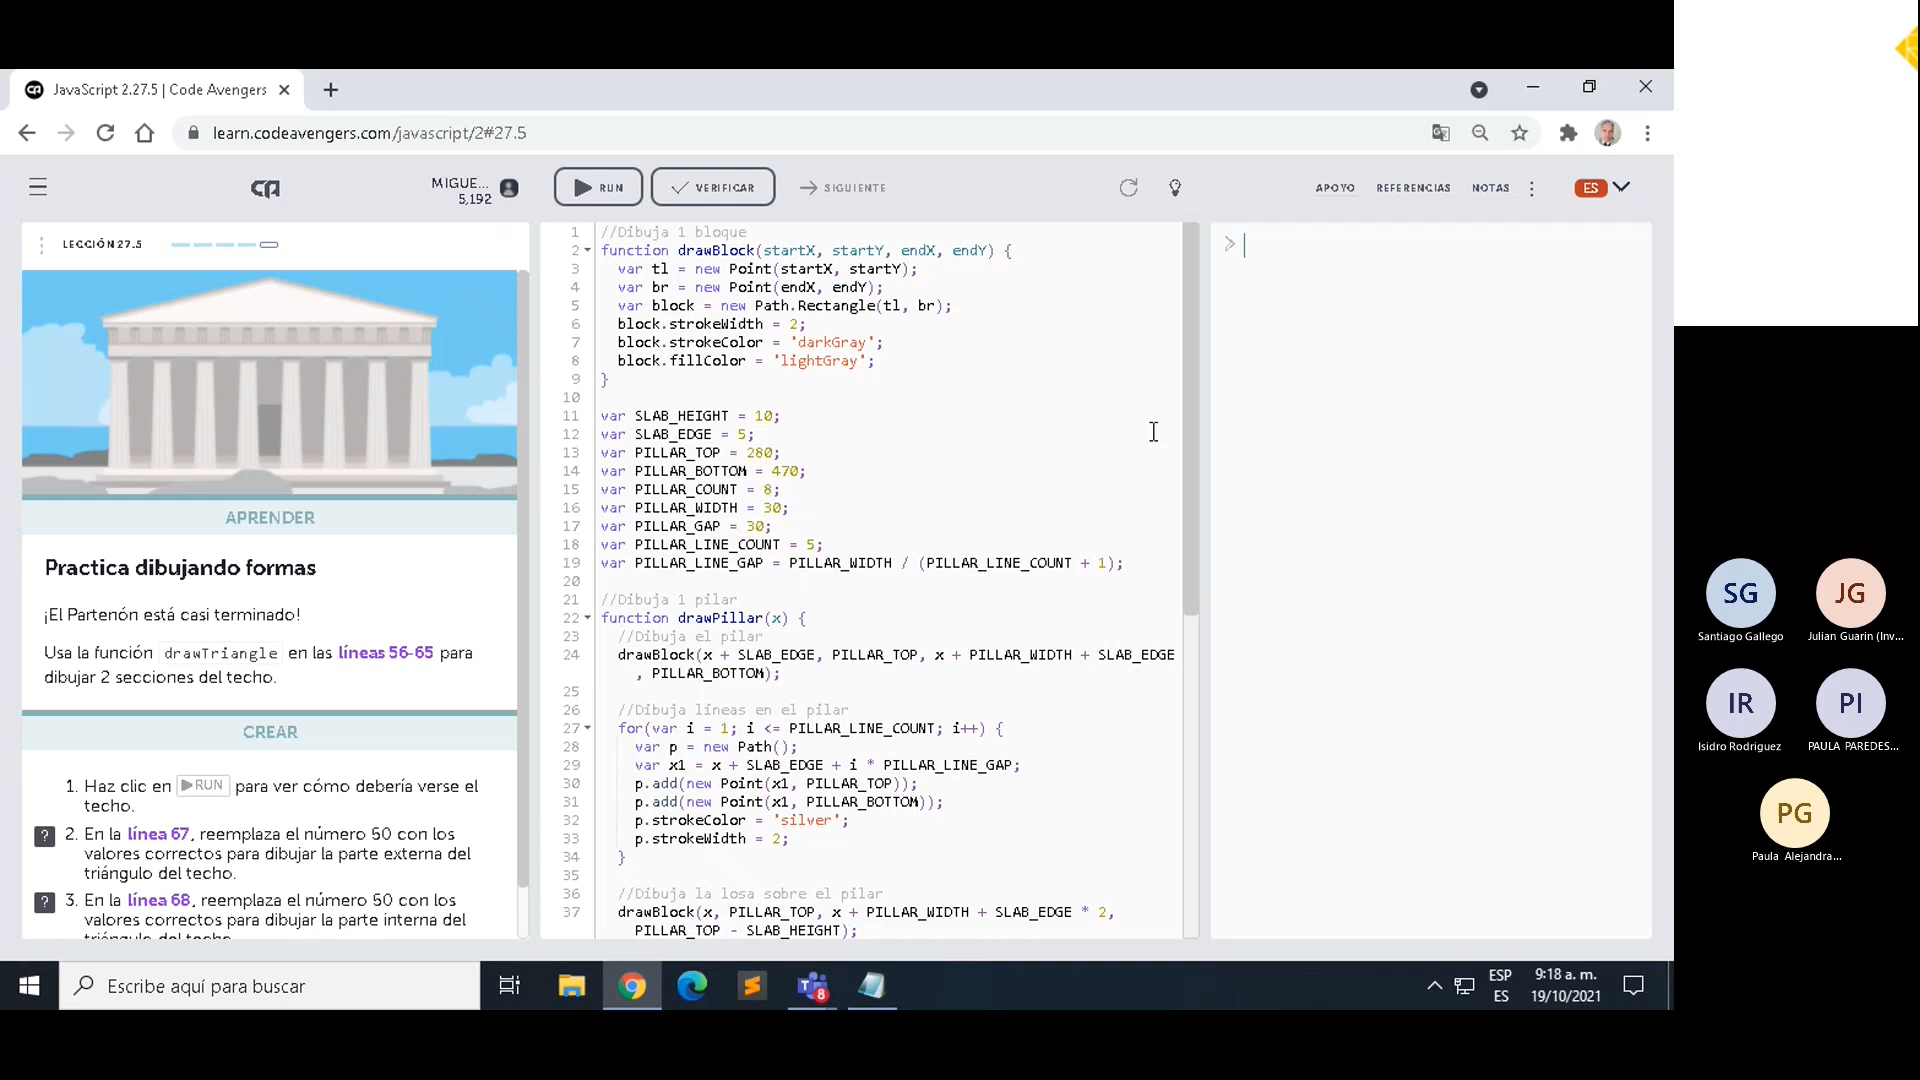 JavaScript 2.27.5 | Code Avengers
learn.codeavengers.com/javascript/2#27.5
MIGUE...
5,192
RUN
VERIFICAR
SIGUIENTE
APOYO
REFERENCIAS
NOTAS
ES
LECCIÓN 27.5
APRENDER
Practica dibujando formas
¡El Partenón está casi terminado!
Usa la función drawTriangle en las líneas 56-65 para
dibujar 2 secciones del techo.
CREAR
1. Haz clic en RUN para ver cómo debería verse el
techo.
? 2. En la línea 67, reemplaza el número 50 con los
valores correctos para dibujar la parte externa del
triángulo del techo.
? 3. En la línea 68, reemplaza el número 50 con los
valores correctos para dibujar la parte interna del
triángulo del techo
1 //Dibuja 1 bloque
2 function drawBlock(startX, startY, endX, endY) {
3 var tl = new Point(startX, startY);
4 var br = new Point(endX, endY);
5 var block = new Path.Rectangle(tl, br);
6 block.strokeWidth = 2;
7 block.strokeColor = 'darkGray';
8 block.fillColor = 'lightGray';
9 }
10
11 var SLAB_HEIGHT = 10;
12 var SLAB_EDGE = 5;
13 var PILLAR_TOP = 280;
14 var PILLAR_BOTTOM = 470;
15 var PILLAR_COUNT = 8;
16 var PILLAR_WIDTH = 30;
17 var PILLAR_GAP = 30;
18 var PILLAR_LINE_COUNT = 5;
19 var PILLAR_LINE_GAP = PILLAR_WIDTH / (PILLAR_LINE_COUNT + 1);
20
21 //Dibuja 1 pilar
22 function drawPillar(x) {
23 //Dibuja el pilar
24 drawBlock(x + SLAB_EDGE, PILLAR_TOP, x + PILLAR_WIDTH + SLAB_EDGE
, PILLAR_BOTTOM);
25
26 //Dibuja líneas en el pilar
27 for(var i = 1; i <= PILLAR_LINE_COUNT; i++) {
28 var p = new Path();
29 var x1 = x + SLAB_EDGE + i * PILLAR_LINE_GAP;
30 p.add(new Point(x1, PILLAR_TOP));
31 p.add(new Point(x1, PILLAR_BOTTOM));
32 p.strokeColor = 'silver';
33 p.strokeWidth = 2;
34 }
35
36 //Dibuja la losa sobre el pilar
37 drawBlock(x, PILLAR_TOP, x + PILLAR_WIDTH + SLAB_EDGE * 2,
PILLAR_TOP - SLAB_HEIGHT);
>
SG
Santiago Gallego
JG
Julian Guarin (Inv...
IR
Isidro Rodriguez
PI
PAULA PAREDES...
PG
Paula Alejandra...
Escribe aquí para buscar
8
ESP
ES
9:18 a. m.
19/10/2021